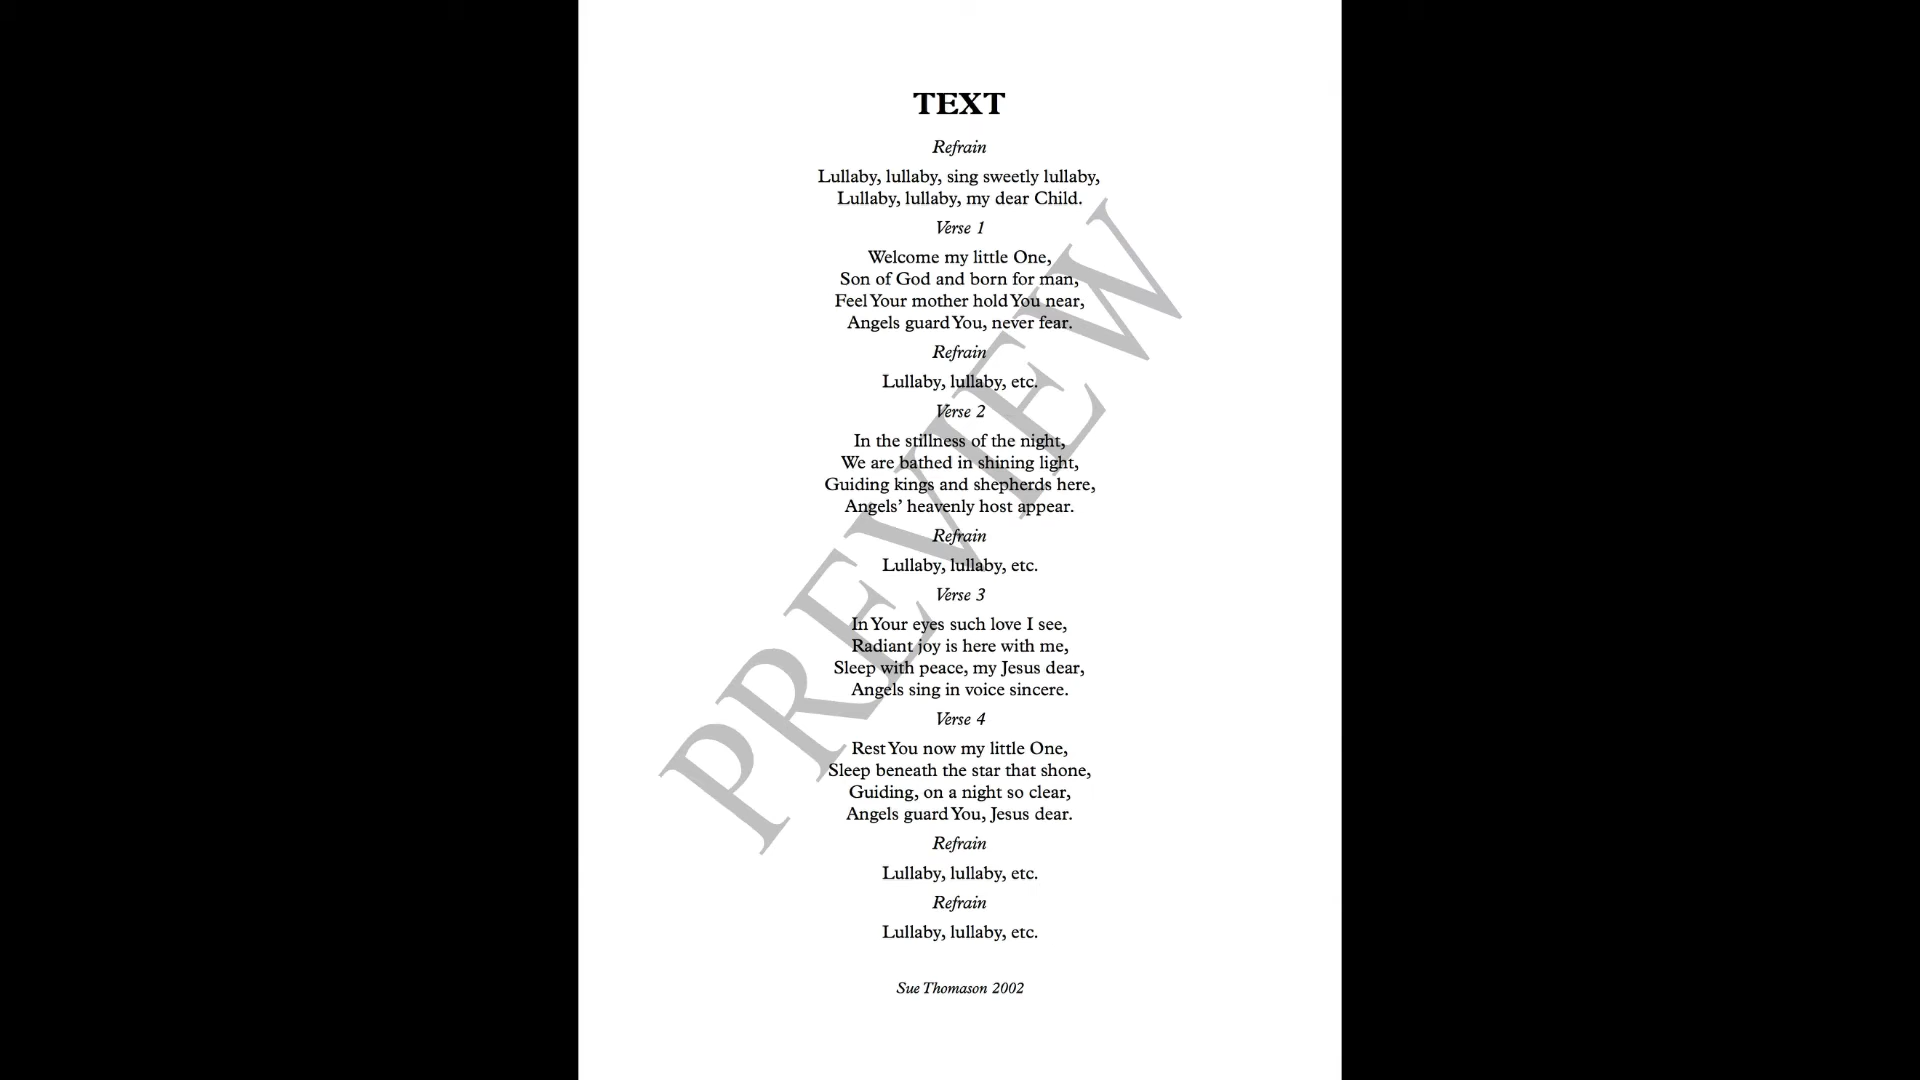 TEXT
Refrain
Lullaby, lullaby, sing sweetly lullaby,
Lullaby, lullaby, my dear Child.
Verse 1
Welcome my little One,
Son of God and born for man,
Feel Your mother hold You near,
Angels guard You, never fear.
Refrain
Lullaby, lullaby, etc.
Verse 2
In the stillness of the night,
We are bathed in shining light,
Guiding kings and shepherds here,
Angels’ heavenly host appear.
Refrain
Lullaby, lullaby, etc.
Verse 3
In Your eyes such love I see,
Radiant joy is here with me,
Sleep with peace, my Jesus dear,
Angels sing in voice sincere.
Verse 4
Rest You now my little One,
Sleep beneath the star that shone,
Guiding, on a night so clear,
Angels guard You, Jesus dear.
Refrain
Lullaby, lullaby, etc.
Refrain
Lullaby, lullaby, etc.
Sue Thomason 2002
PREVIEW